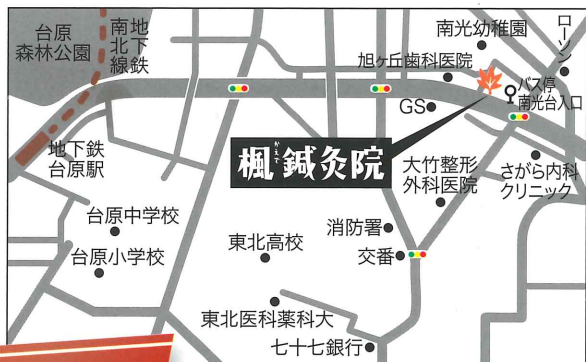 台原
森林公園
地下鉄
南北線
地下鉄
台原駅
南光幼稚園
ローソン
旭ヶ丘歯科医院
バス停
南光台入口
GS
かえで
楓鍼灸院
大竹整形
外科医院
さがら内科
クリニック
台原中学校
台原小学校
東北高校
消防署
交番
東北医科薬科大
七十七銀行